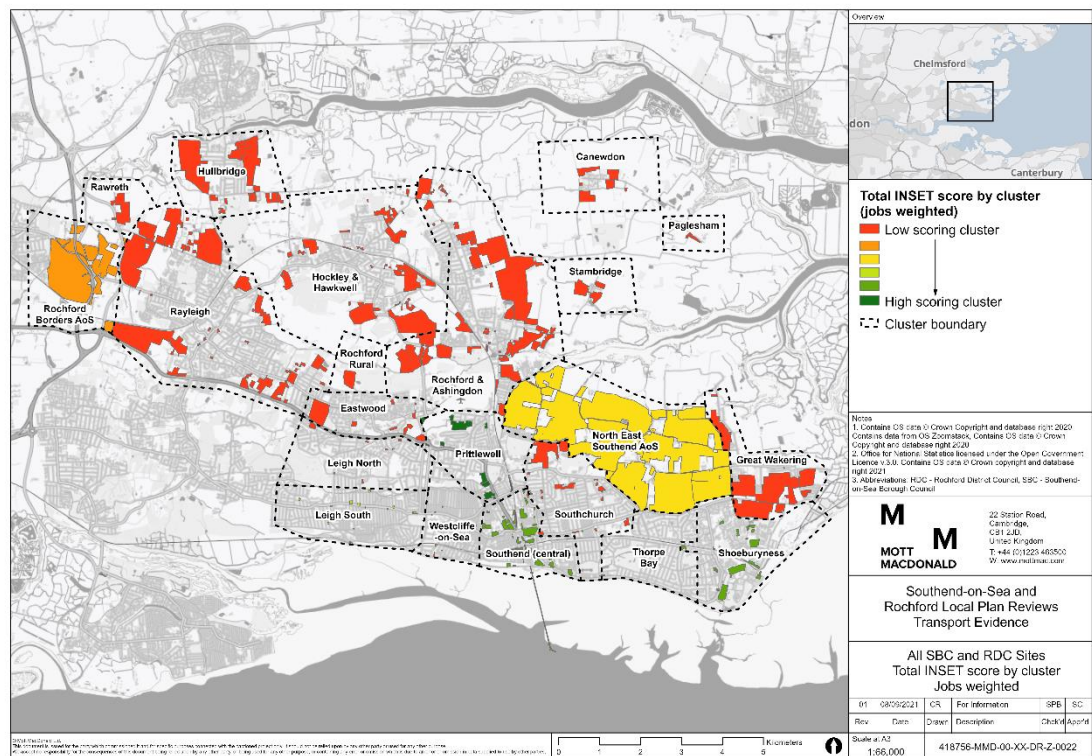 Overview
Chelmsford
don
Canterbury
Total INSET score by cluster
(jobs weighted)
Low scoring cluster
High scoring cluster
Cluster boundary
Canewdon
Hullbridge
Rawreth
Paglesham
Stambridge
Hockley &
Hawkwell
Rochford
Borders AoS
Rayleigh
Rochford
Rural
Rochford &
Ashingdon
Eastwood
North East
Southend AoS
Great Wakering
Prittlewell
Leigh North
Leigh South
Westcliffe
-on-Sea
Southchurch
Southend (central)
Thorpe
Bay
Shoeburyness
Notes
1. Contains OS data © Crown Copyright and database right 2020
Contains data from OS Zoomstack, Contains OS data © Crown
Copyright and database right 2020
2. Office for National Statistics licensed under the Open Government
Licence v.3.0. Contains OS data © Crown copyright and database
right 2021
3. Abbreviations: RDC - Rochford District Council, SBC - Southend-
on-Sea Borough Council
M
M
MOTT
MACDONALD
22 Station Road,
Cambridge,
CB1 2JD,
United Kingdom
T: +44 (0)1223 463500
W: www.mottmac.com
Southend-on-Sea and
Rochford Local Plan Reviews
Transport Evidence
All SBC and RDC Sites
Total INSET score by cluster
Jobs weighted
01 08/09/2021 CR For Information SPB SC
Rev Date Drawn Description Chck'd App'd
Scale at A3
1:66,000
418756-MMD-00-XX-DR-Z-0022
0 1 2 3 4 5 Kilometers